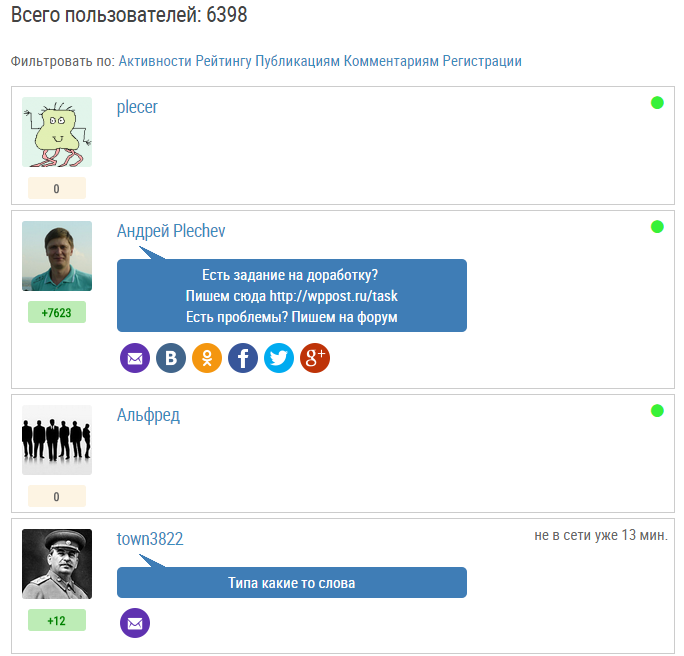 Всего пользователей: 6398
Фильтровать по: Активности Рейтингу Публикациям Комментариям Регистрации
plecer
0
Андрей Plechev
Есть задание на доработку?
Пишем сюда http://wppost.ru/task
Есть проблемы? Пишем на форум
+7623
B f g+
Альфред
0
town3822
не в сети уже 13 мин.
Типа какие то слова
+12